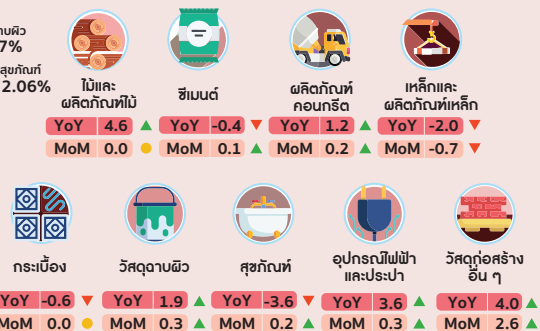 7%
สุขภัณฑ์
2.06%
ไม้และ
ผลิตภัณฑ์ไม้
YoY 4.6
MoM 0.0
ซีเมนต์
YoY -0.4
MoM 0.1
ผลิตภัณฑ์
คอนกรีต
YoY 1.2
MoM 0.2
เหล็กและ
ผลิตภัณฑ์เหล็ก
YoY -2.0
MoM -0.7
กระเบื้อง
YoY -0.6
MoM 0.0
วัสดุฉาบผิว
YoY 1.9
MoM 0.3
สุขภัณฑ์
YoY -3.6
MoM 0.2
อุปกรณ์ไฟฟ้า
และประปา
YoY 3.6
MoM 0.3
วัสดุก่อสร้าง
อื่น ๆ
YoY 4.0
MoM 2.6